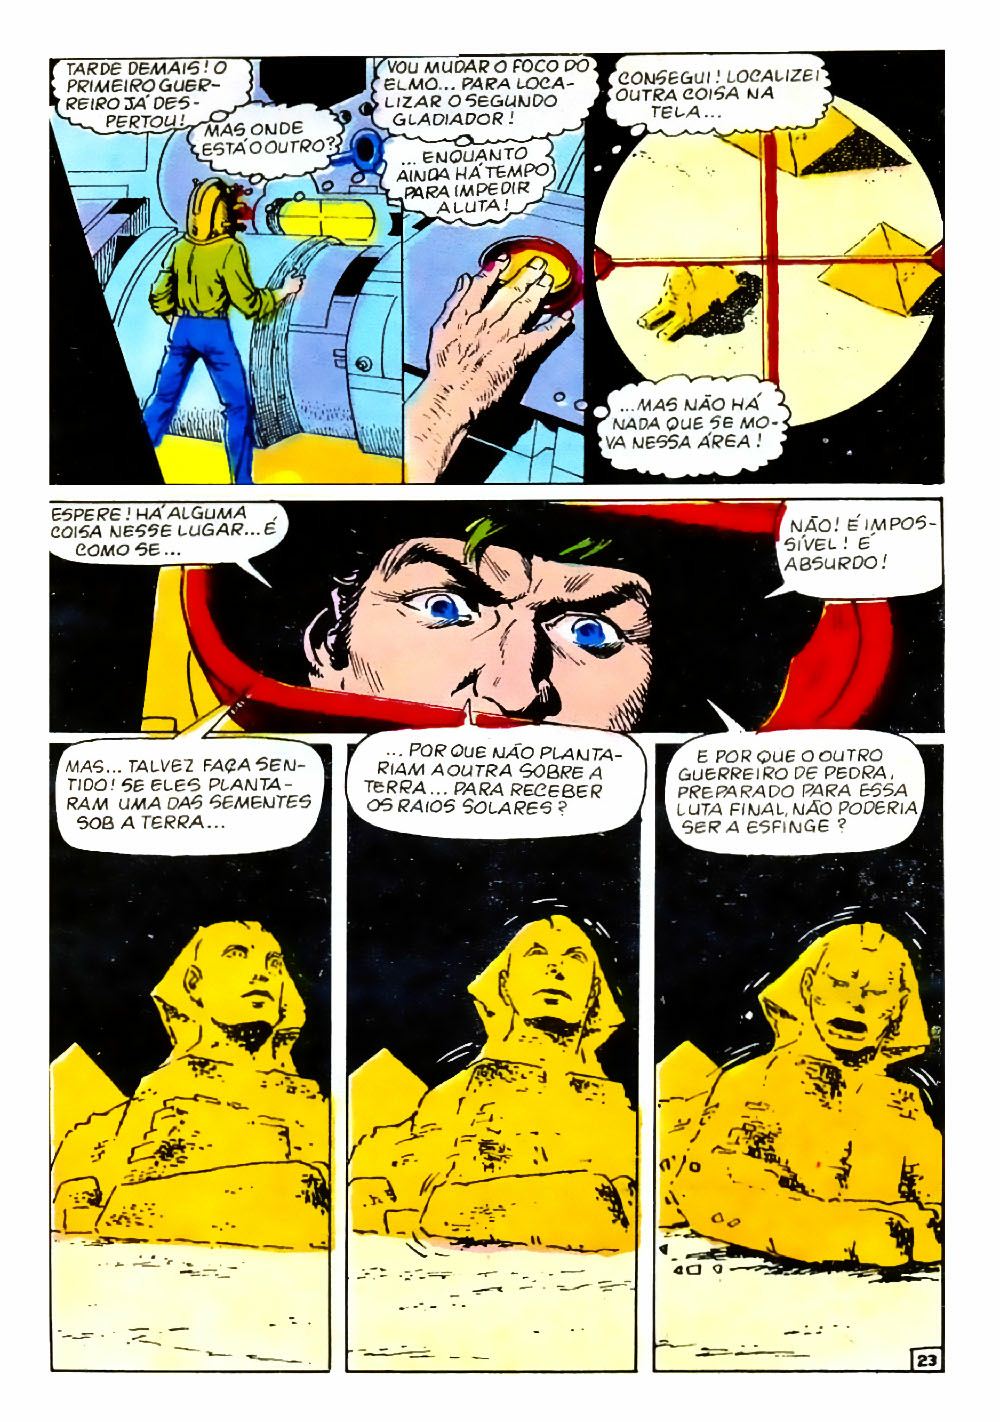 TARDE DEMAIS! O
PRIMEIRO GUER-
REIRO JÁ DES-
PERTOU!
MAS ONDE
ESTÁ O OUTRO?
VOU MUDAR O FOCO DO
ELMO... PARA LOCA-
LIZAR O SEGUNDO
GLADIADOR!
... ENQUANTO
AINDA HÁ TEMPO
PARA IMPEDIR
A LUTA!
CONSEGUI! LOCALIZEI
OUTRA COISA NA
TELA...
...MAS NÃO HÁ
NADA QUE SE MO-
VA NESSA ÁREA!
ESPERE! HÁ ALGUMA
COISA NESSE LUGAR... É
COMO SE...
NÃO! É IMPOS-
SÍVEL! É
ABSURDO!
MAS... TALVEZ FAÇA SEN-
TIDO! SE ELES PLANTA-
RAM UMA DAS SEMENTES
SOB A TERRA...
... POR QUE NÃO PLANTA-
RIAM A OUTRA SOBRE A
TERRA... PARA RECEBER
OS RAIOS SOLARES?
E POR QUE O OUTRO
GUERREIRO DE PEDRA,
PREPARADO PARA ESSA
LUTA FINAL, NÃO PODERIA
SER A ESFINGE?
23